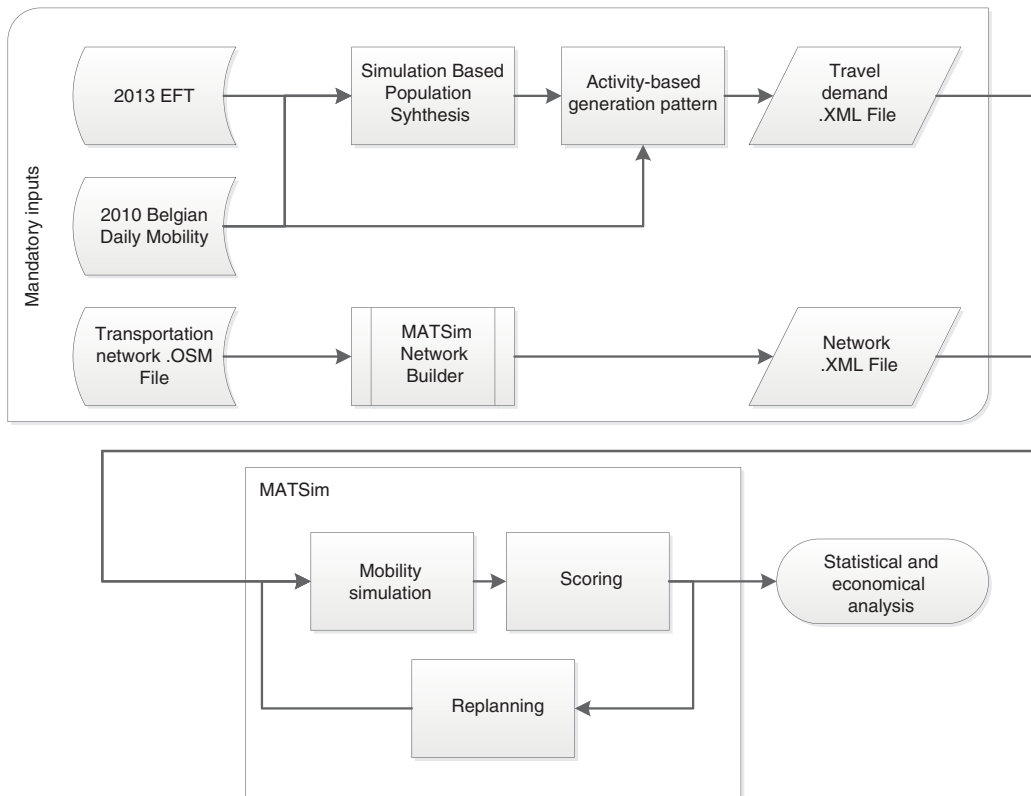 Mandatory inputs
2013 EFT
Simulation Based
Population
Syhthesis
Activity-based
generation pattern
Travel
demand
.XML File
2010 Belgian
Daily Mobility
Transportation
network .OSM
File
MATSim
Network
Builder
Network
.XML File
MATSim
Mobility
simulation
Scoring
Statistical and
economical
analysis
Replanning